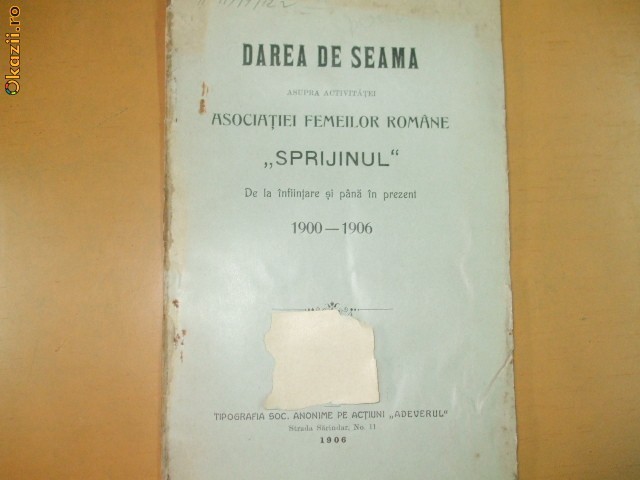 Okazii.ro
DAREA DE SEAMA
ASUPRA ACTIVITĂȚEI
ASOCIAȚIEI FEMEILOR ROMÂNE
„SPRIJINUL“
De la înființare și până în prezent
1900—1906
TIPOGRAFIA SOC. ANONIME PE ACȚIUNI „ADEVERUL“
Strada Sărindar, No. 11
1906